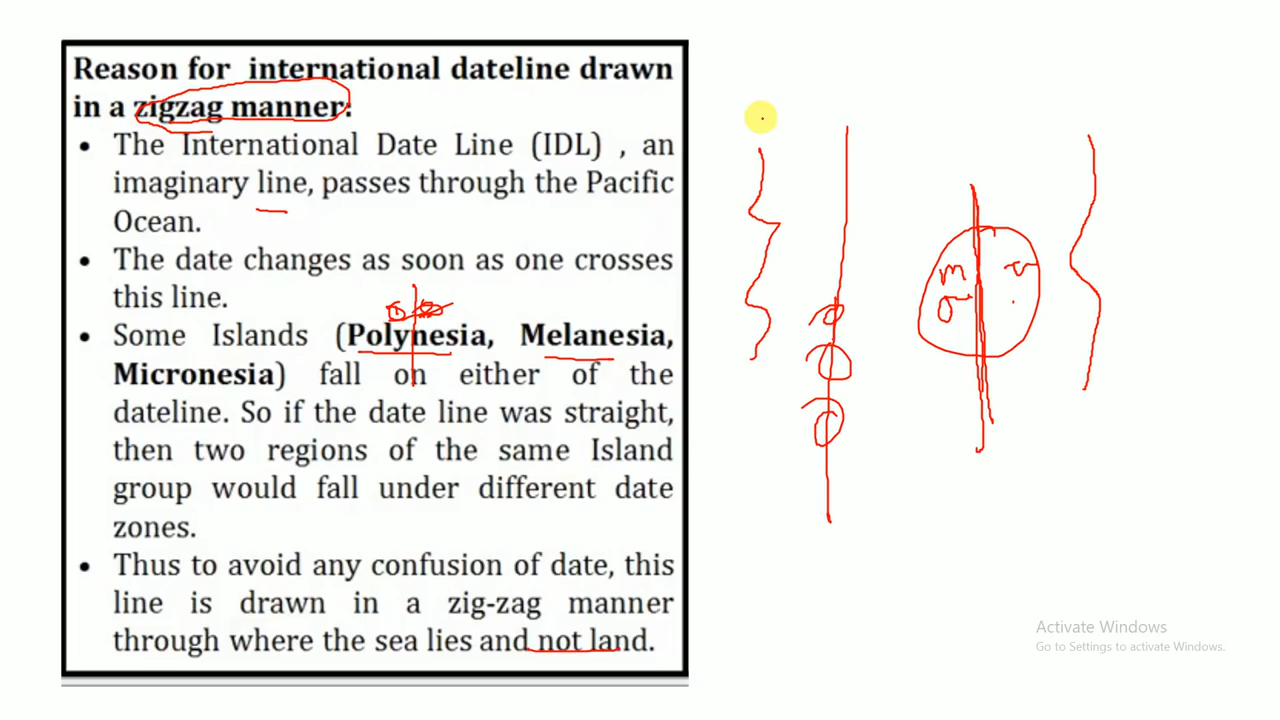 Reason for international dateline drawn
in a zigzag manner:
• The International Date Line (IDL) , an
imaginary line, passes through the Pacific
Ocean.
• The date changes as soon as one crosses
this line.
• Some Islands (Polynesia, Melanesia,
Micronesia) fall on either of the
dateline. So if the date line was straight,
then two regions of the same Island
group would fall under different date
zones.
• Thus to avoid any confusion of date, this
line is drawn in a zig-zag manner
through where the sea lies and not land.
Activate Windows
Go to Settings to activate Windows.